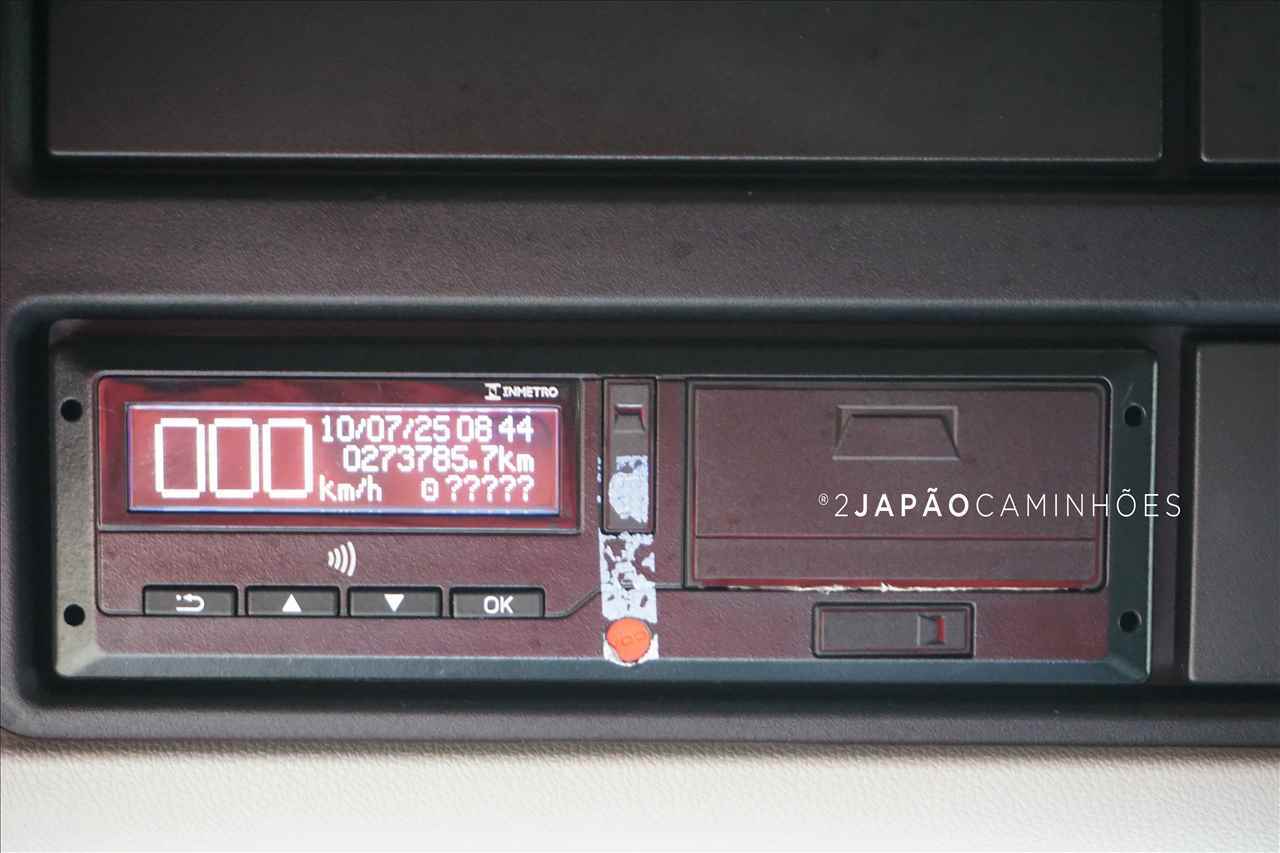 INMETRO
000 10/07/25 08 44
0273785.7km
km/h 0 ?????
®2JAPÃOCAMINHÕES
OK